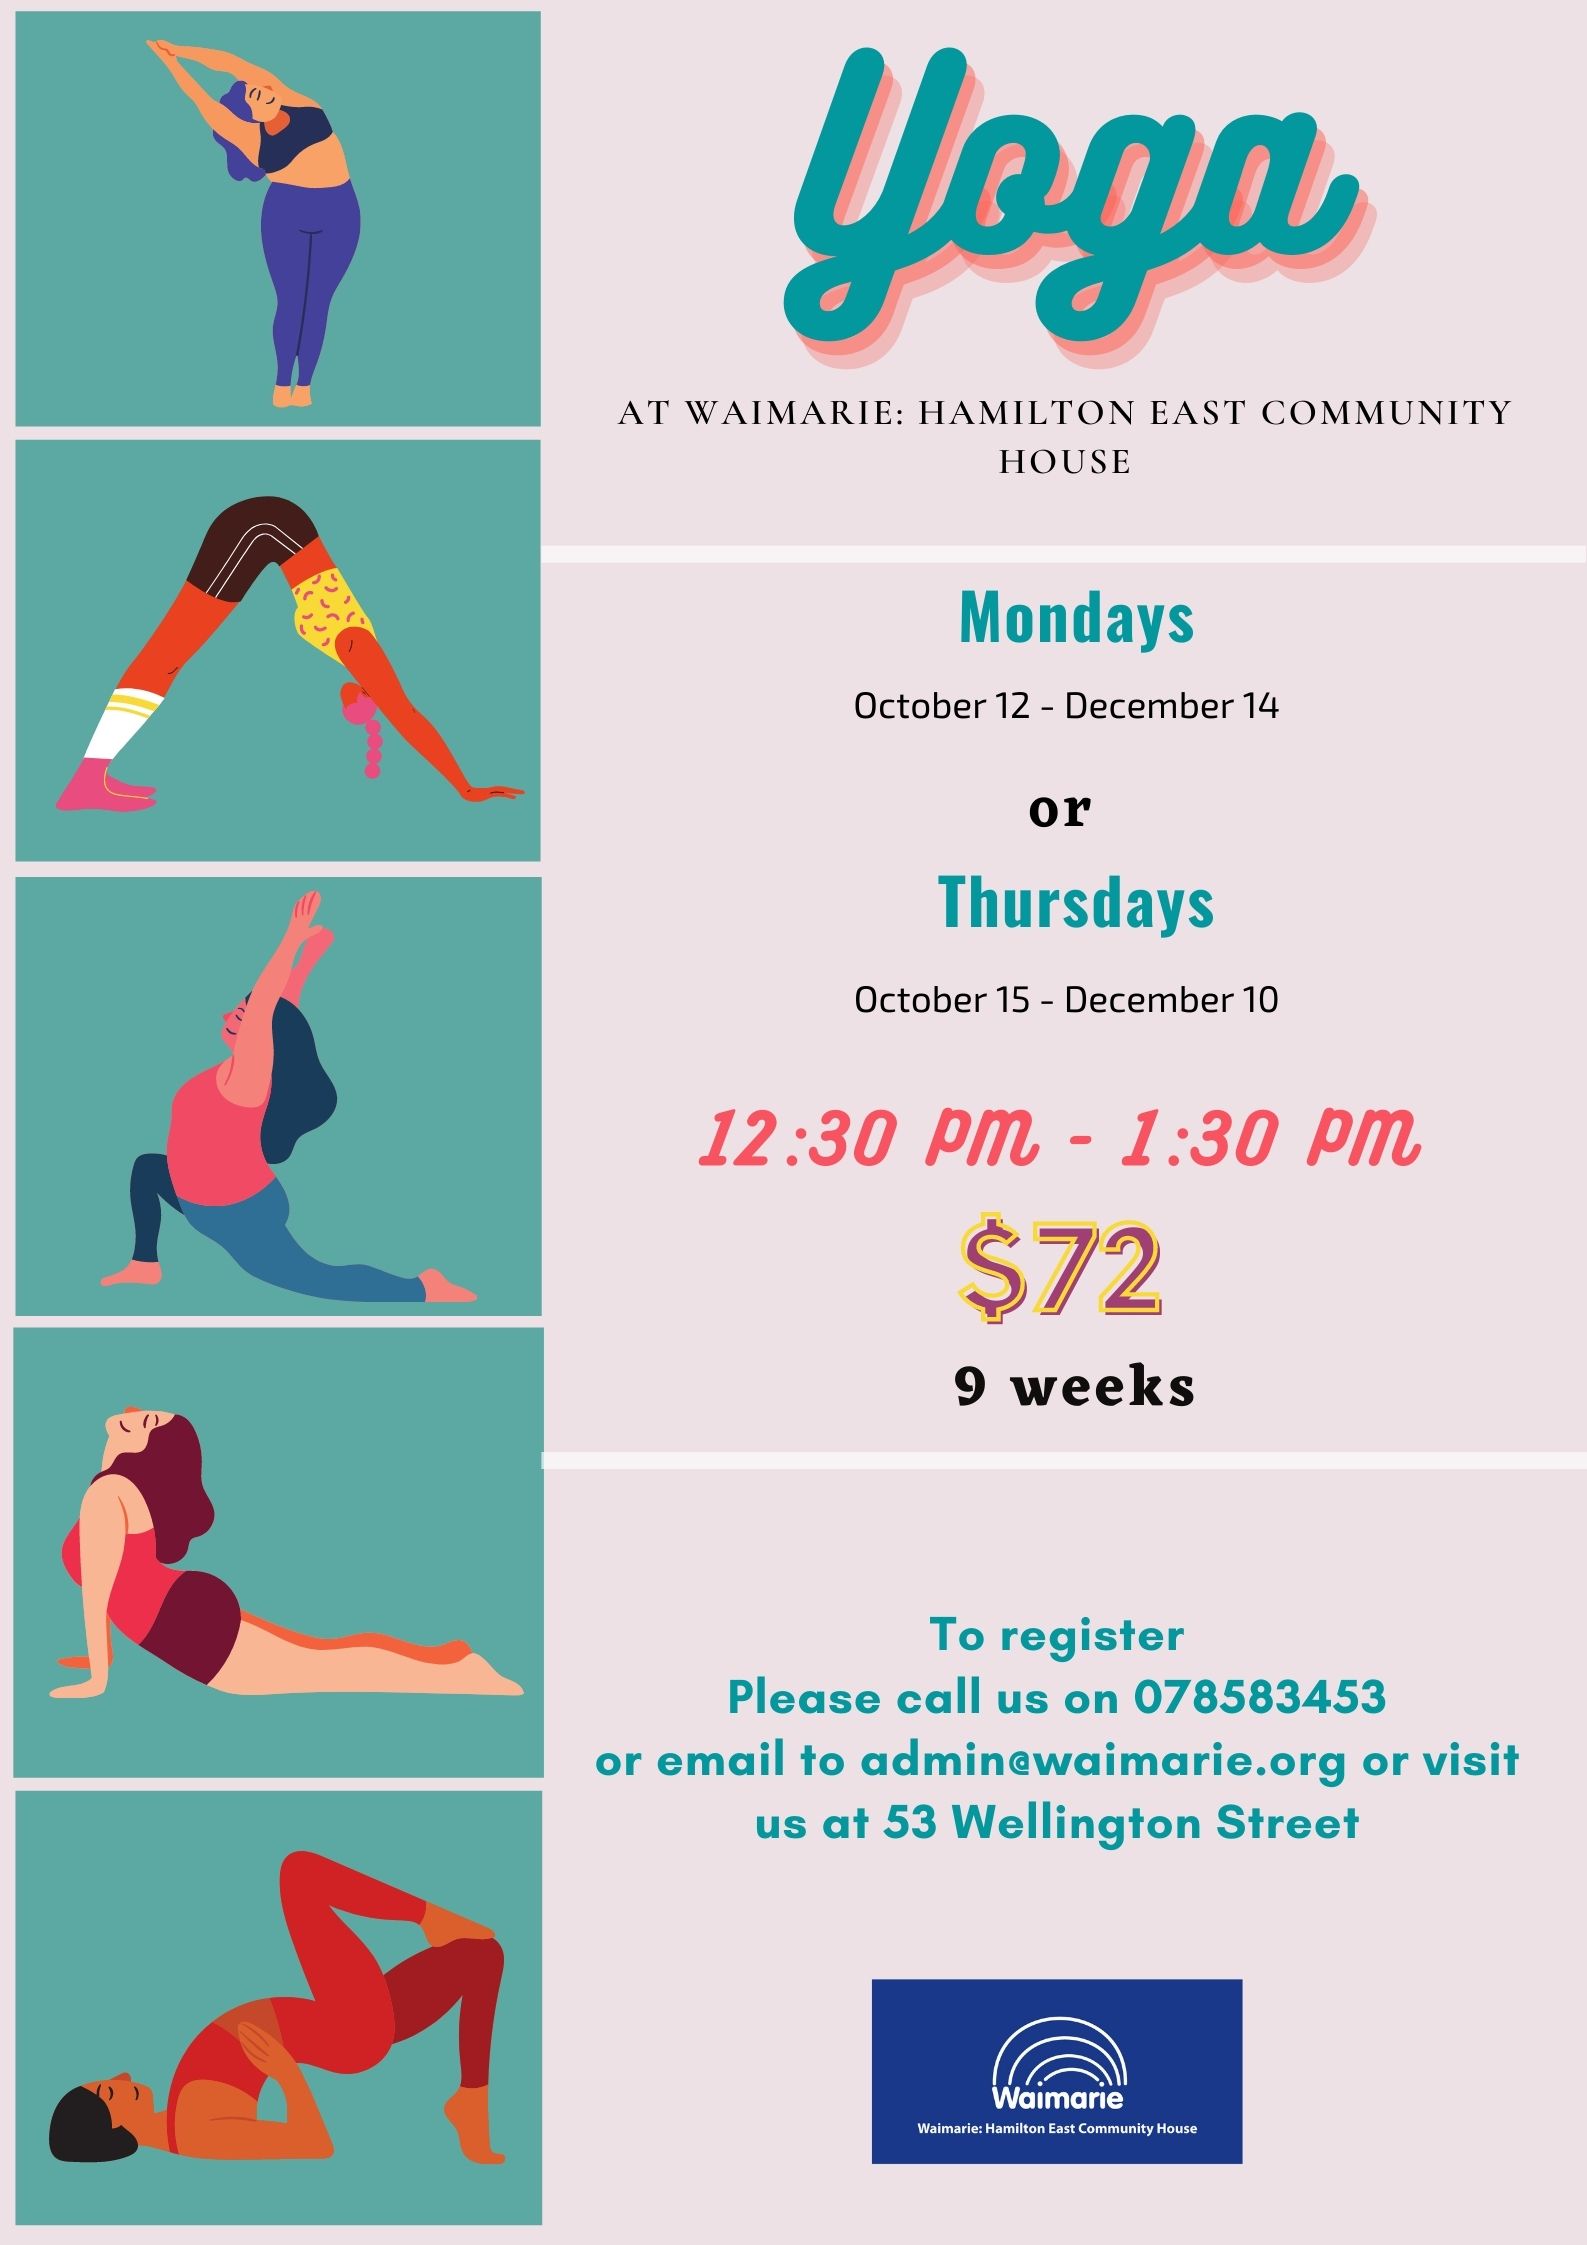 Yoga
AT WAIMARIE: HAMILTON EAST COMMUNITY
HOUSE
Mondays
October 12 - December 14
or
Thursdays
October 15 - December 10
12:30 PM - 1:30 PM
$72
9 weeks
To register
Please call us on 078583453
or email to admin@waimarie.org or visit
us at 53 Wellington Street
Waimarie
Waimarie: Hamilton East Community House